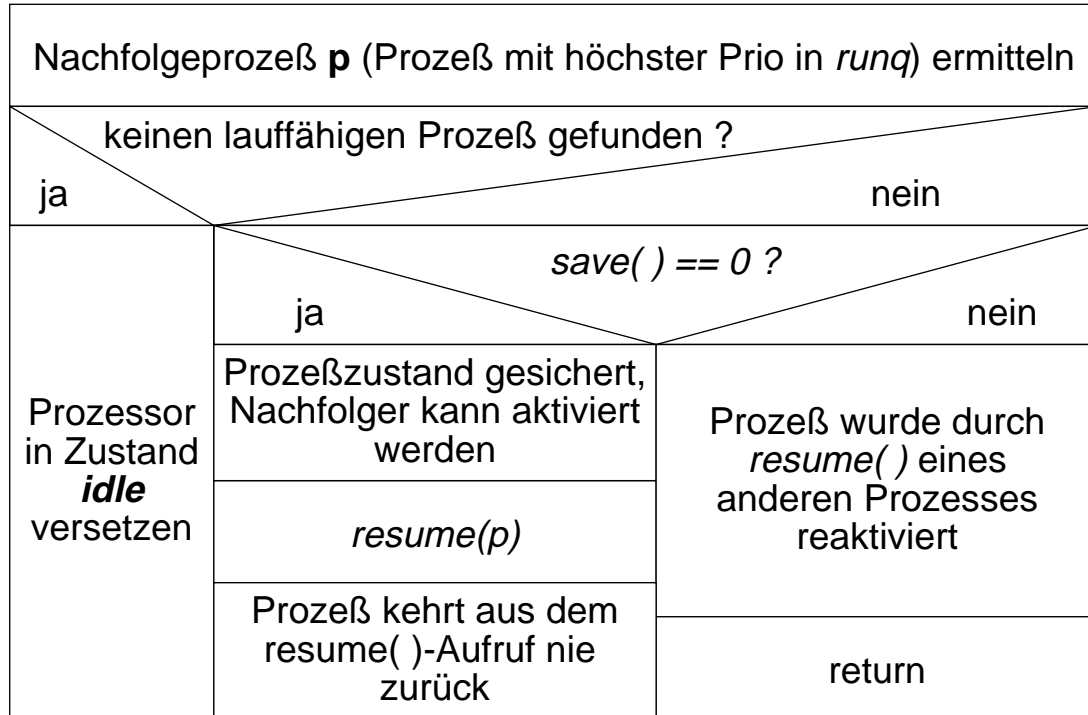 Nachfolgeprozeß p (Prozeß mit höchster Prio in runq) ermitteln
keinen lauffähigen Prozeß gefunden ?
ja
nein
save( ) == 0 ?
ja
nein
Prozessor
in Zustand
idle
versetzen
Prozeßzustand gesichert,
Nachfolger kann aktiviert
werden
resume(p)
Prozeß kehrt aus dem
resume( )-Aufruf nie
zurück
Prozeß wurde durch
resume( ) eines
anderen Prozesses
reaktiviert
return